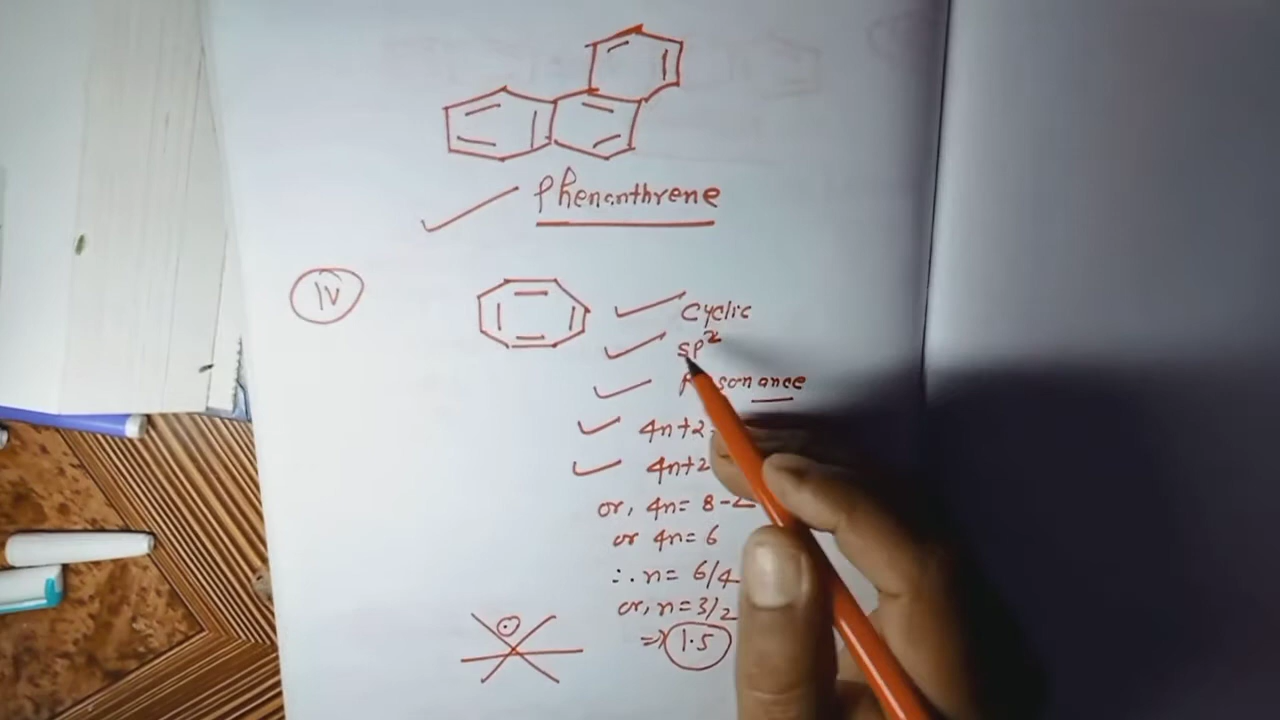 Phenanthrene
IV
Cyclic
sp²
4n+2
4n+2
or, 4n = 8-2
or 4n = 6
∴ n = 6/4
or, n = 3/2
⇒ 1.5